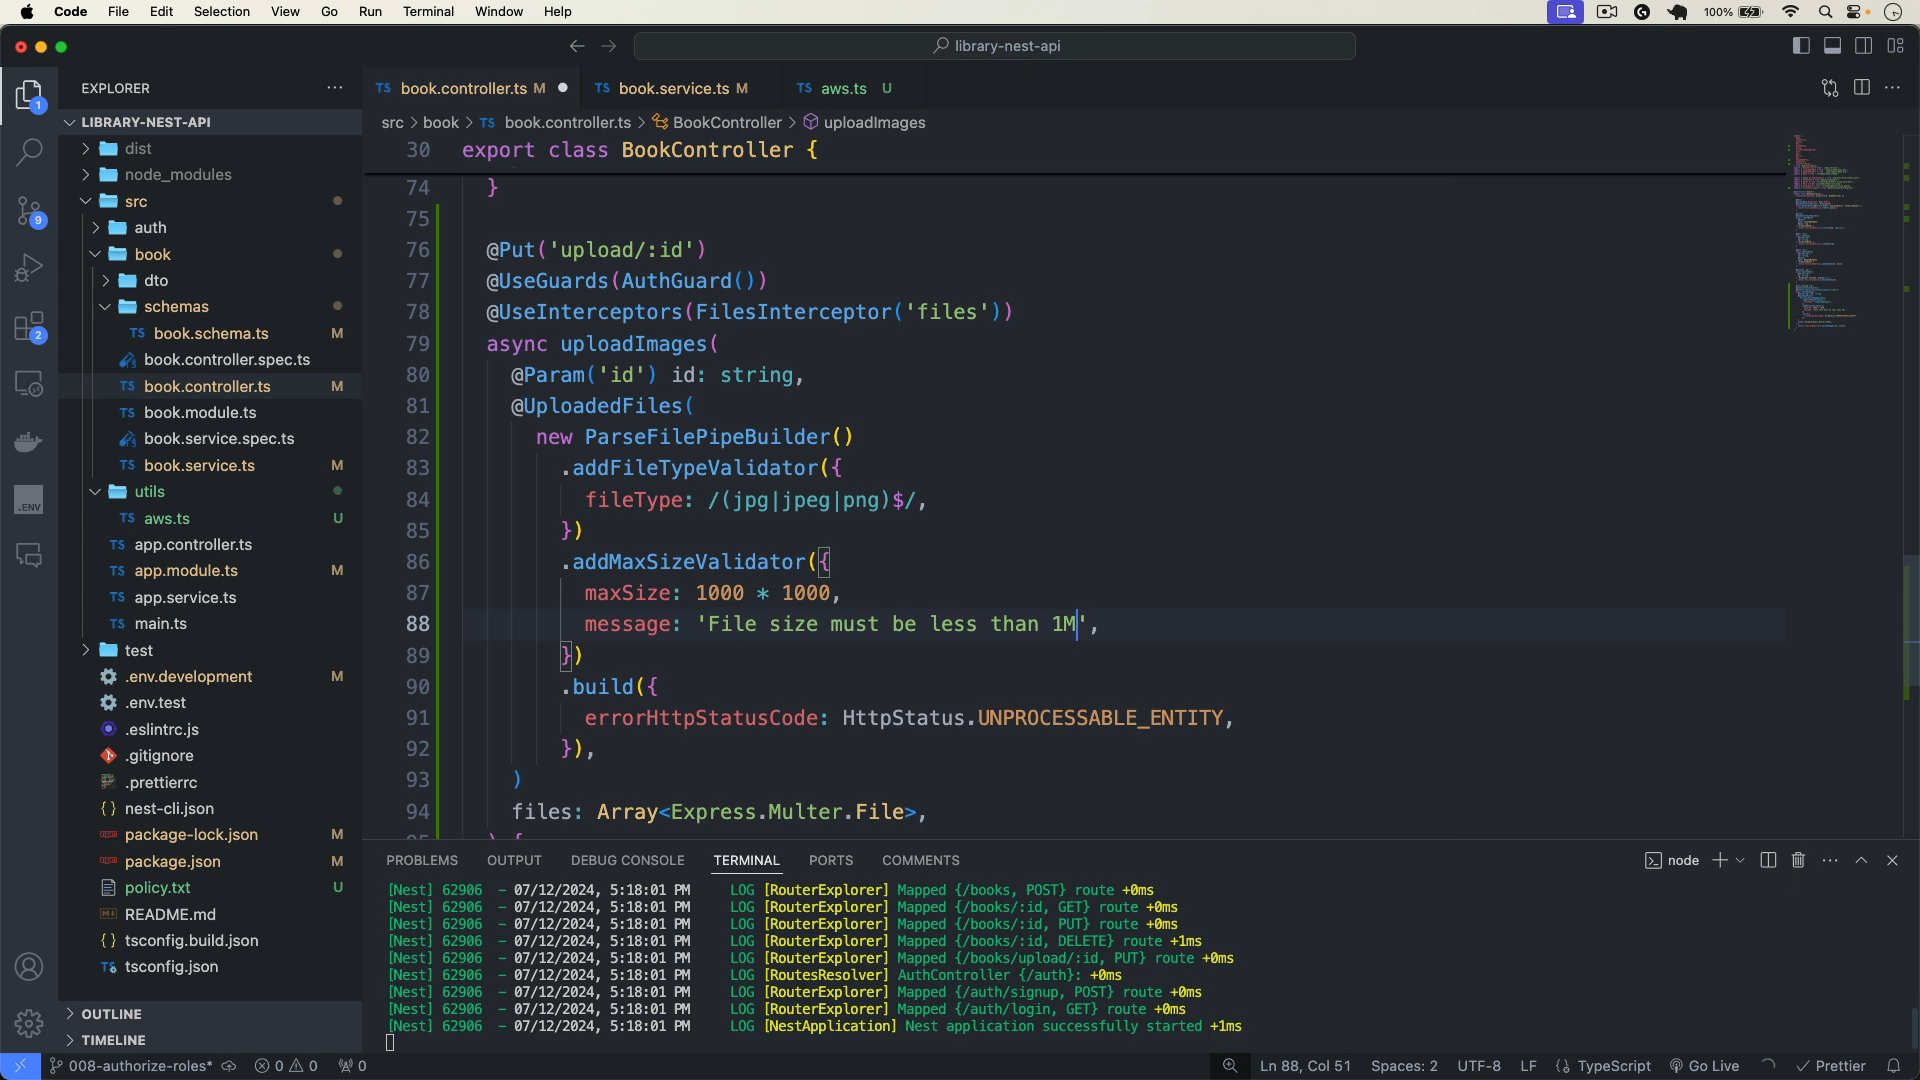 Code File Edit Selection View Go Run Terminal Window Help 100%
library-nest-api
EXPLORER
LIBRARY-NEST-API
dist
node_modules
src
auth
book
dto
schemas
TS book.schema.ts M
book.controller.spec.ts
TS book.controller.ts M
TS book.module.ts
book.service.spec.ts
TS book.service.ts M
utils
TS aws.ts U
TS app.controller.ts
TS app.module.ts M
TS app.service.ts
TS main.ts
test
.env.development M
.env.test
.eslintrc.js
.gitignore
.prettierrc
{} nest-cli.json
package-lock.json M
package.json M
policy.txt U
README.md
{} tsconfig.build.json
TS tsconfig.json
OUTLINE
TIMELINE
1
9
2
.ENV
TS book.controller.ts M TS book.service.ts M TS aws.ts U
src > book > TS book.controller.ts > BookController > uploadImages
30 export class BookController {
74 }
75
76 @Put('upload/:id')
77 @UseGuards(AuthGuard())
78 @UseInterceptors(FilesInterceptor('files'))
79 async uploadImages(
80 @Param('id') id: string,
81 @UploadedFiles(
82 new ParseFilePipeBuilder()
83 .addFileTypeValidator({
84 fileType: /(jpg|jpeg|png)$/,
85 })
86 .addMaxSizeValidator({
87 maxSize: 1000 * 1000,
88 message: 'File size must be less than 1M',
89 })
90 .build({
91 errorHttpStatusCode: HttpStatus.UNPROCESSABLE_ENTITY,
92 }),
93 )
94 files: Array<Express.Multer.File>,
95 ) {
PROBLEMS OUTPUT DEBUG CONSOLE TERMINAL PORTS COMMENTS node
[Nest] 62906 - 07/12/2024, 5:18:01 PM LOG [RouterExplorer] Mapped {/books, POST} route +0ms
[Nest] 62906 - 07/12/2024, 5:18:01 PM LOG [RouterExplorer] Mapped {/books/:id, GET} route +0ms
[Nest] 62906 - 07/12/2024, 5:18:01 PM LOG [RouterExplorer] Mapped {/books/:id, PUT} route +0ms
[Nest] 62906 - 07/12/2024, 5:18:01 PM LOG [RouterExplorer] Mapped {/books/:id, DELETE} route +1ms
[Nest] 62906 - 07/12/2024, 5:18:01 PM LOG [RouterExplorer] Mapped {/books/upload/:id, PUT} route +0ms
[Nest] 62906 - 07/12/2024, 5:18:01 PM LOG [RoutesResolver] AuthController {/auth}: +0ms
[Nest] 62906 - 07/12/2024, 5:18:01 PM LOG [RouterExplorer] Mapped {/auth/signup, POST} route +0ms
[Nest] 62906 - 07/12/2024, 5:18:01 PM LOG [RouterExplorer] Mapped {/auth/login, GET} route +0ms
[Nest] 62906 - 07/12/2024, 5:18:01 PM LOG [NestApplication] Nest application successfully started +1ms
008-authorize-roles* 0 0 0 Ln 88, Col 51 Spaces: 2 UTF-8 LF {} TypeScript Go Live Prettier